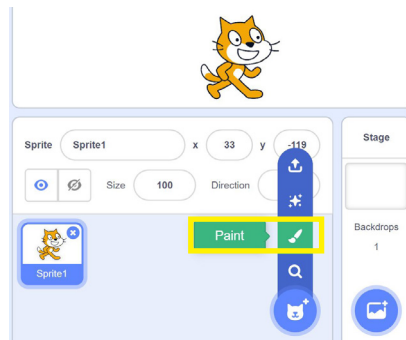 Sprite Sprite1 x 33 y -119 Stage
Size 100 Direction
Paint Backdrops
1
Sprite1